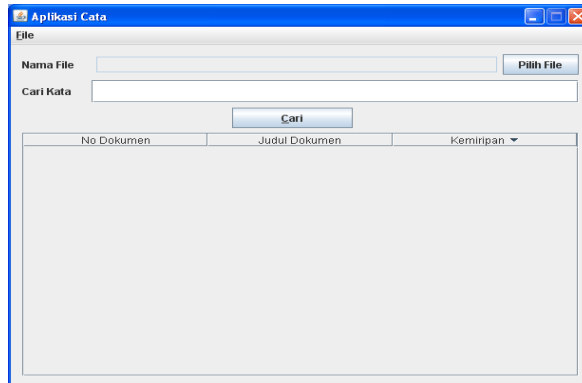 Aplikasi Cata
File
Nama File Pilih File
Cari Kata
Cari
No Dokumen Judul Dokumen Kemiripan